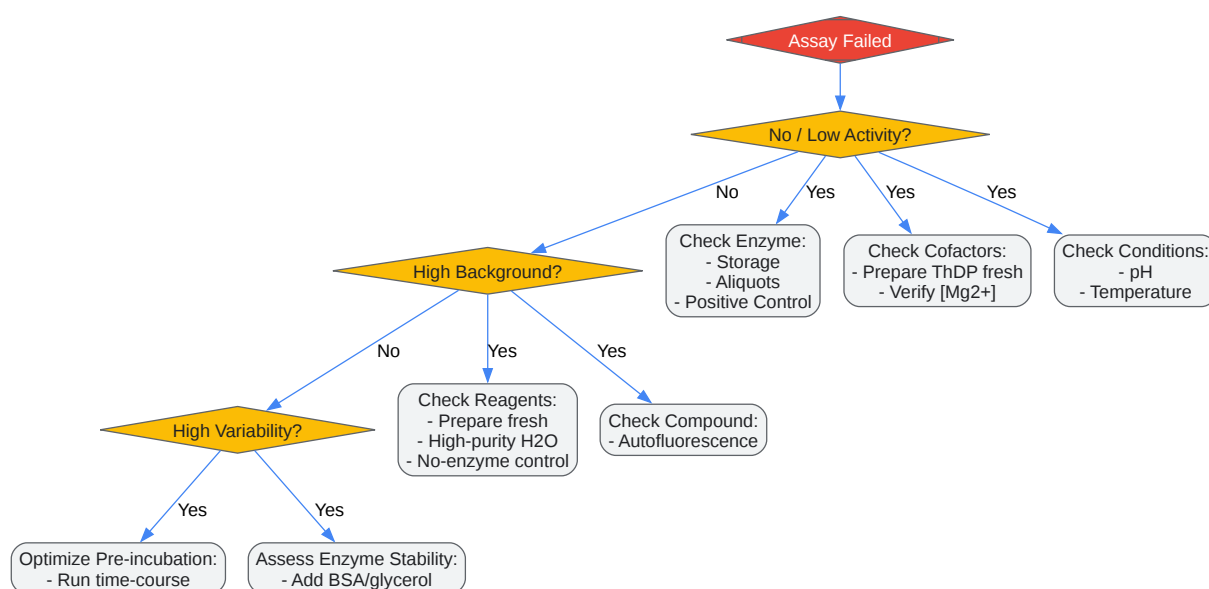 Assay Failed
No / Low Activity?
No
Yes
Yes
Yes
Check Enzyme:
- Storage
- Aliquots
- Positive Control
Check Cofactors:
- Prepare ThDP fresh
- Verify [Mg2+]
Check Conditions:
- pH
- Temperature
High Background?
No
Yes
Yes
Check Reagents:
- Prepare fresh
- High-purity H2O
- No-enzyme control
Check Compound:
- Autofluorescence
High Variability?
Yes
Yes
Optimize Pre-incubation:
- Run time-course
Assess Enzyme Stability:
- Add BSA/glycerol